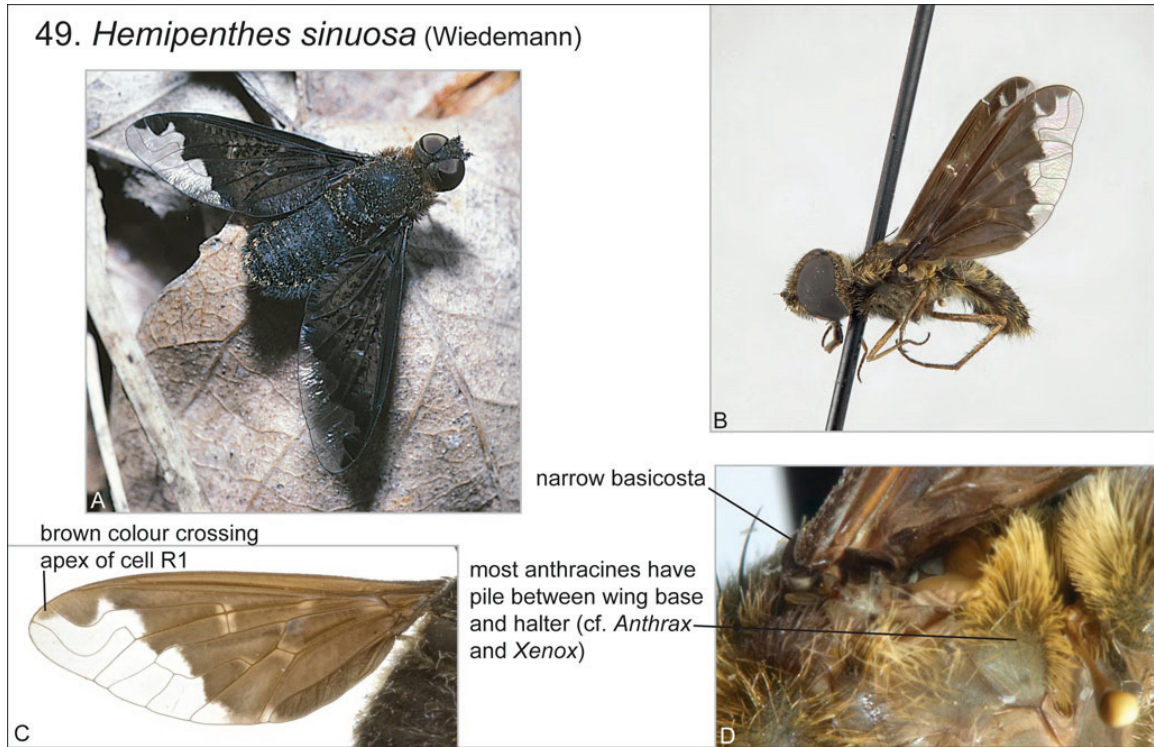 49. Hemipenthes sinuosa (Wiedemann)
A
B
narrow basicosta
brown colour crossing
apex of cell R1
most anthracines have
pile between wing base
and halter (cf. Anthrax
and Xenox)
C
D